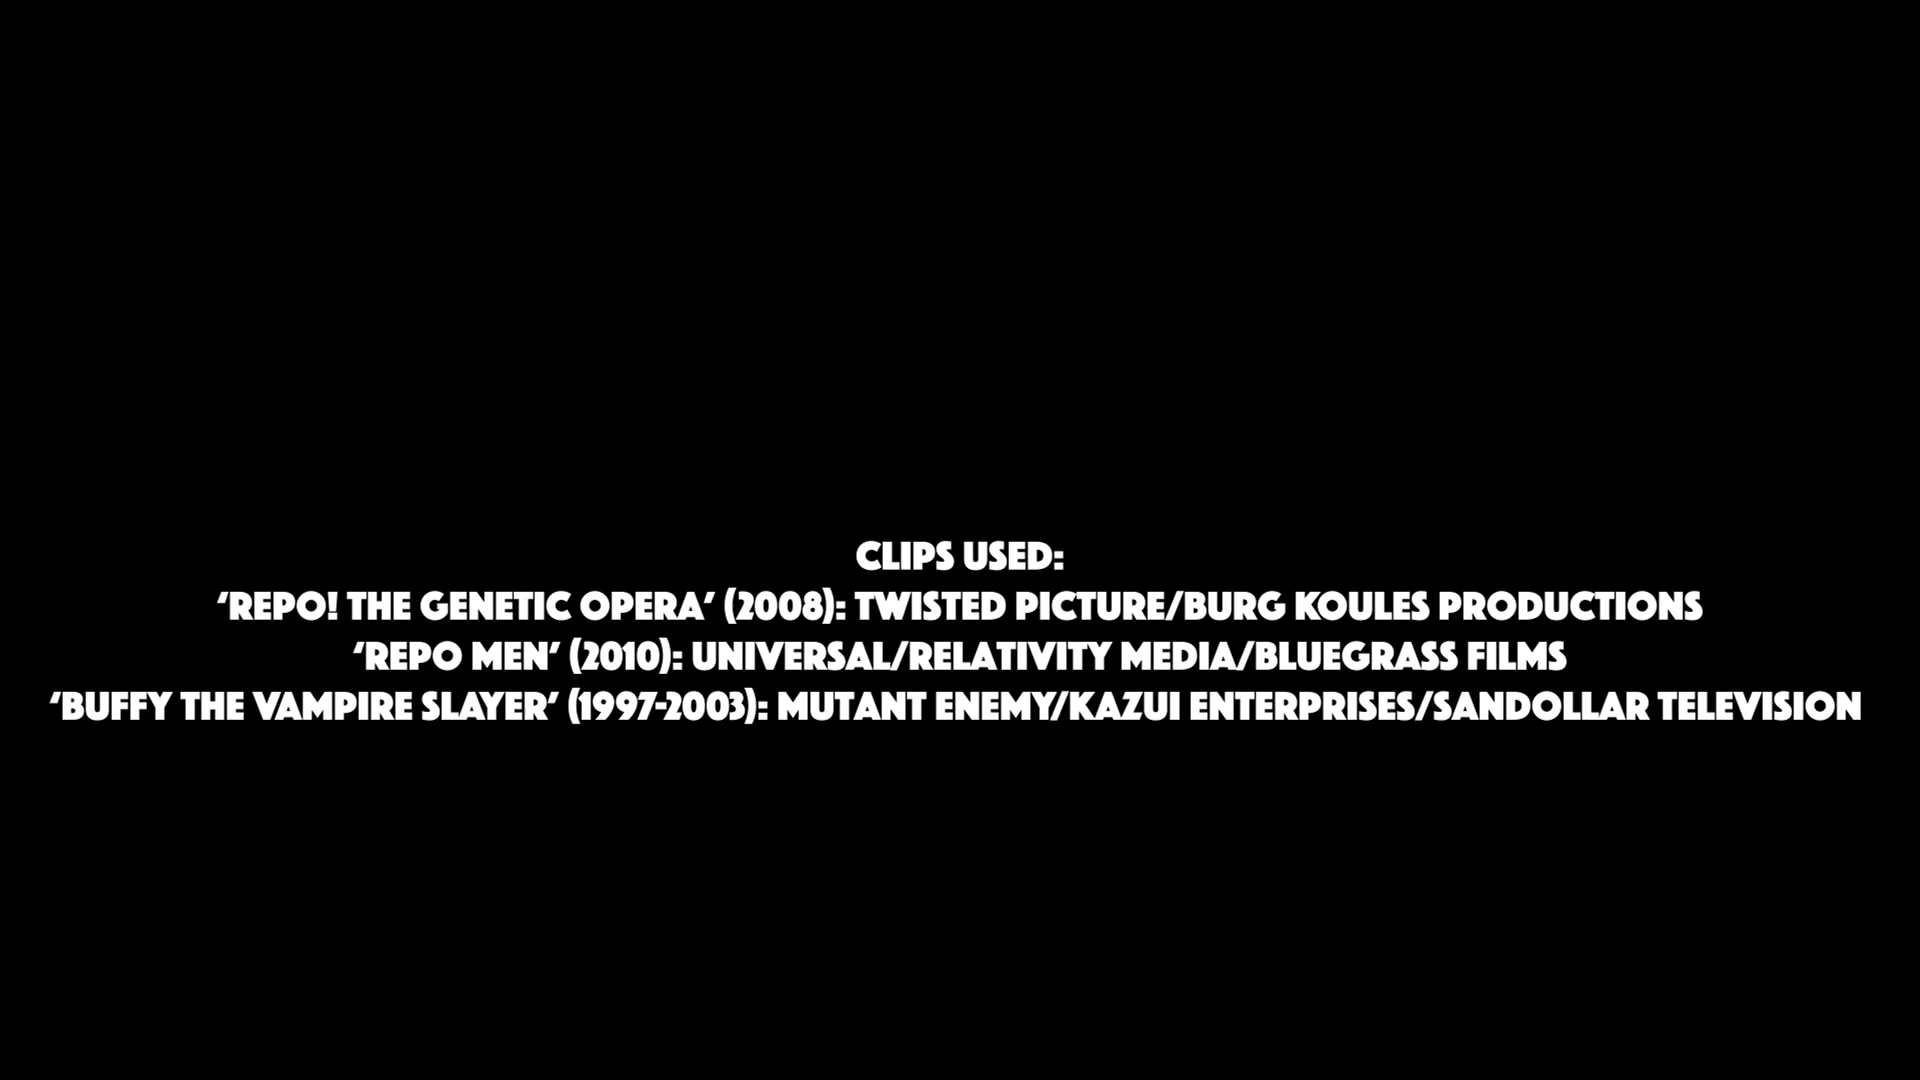 CLIPS USED:
‘REPO! THE GENETIC OPERA’ (2008): TWISTED PICTURE/BURG KOULES PRODUCTIONS
‘REPO MEN’ (2010): UNIVERSAL/RELATIVITY MEDIA/BLUEGRASS FILMS
‘BUFFY THE VAMPIRE SLAYER’ (1997-2003): MUTANT ENEMY/KAZUI ENTERPRISES/SANDOLLAR TELEVISION